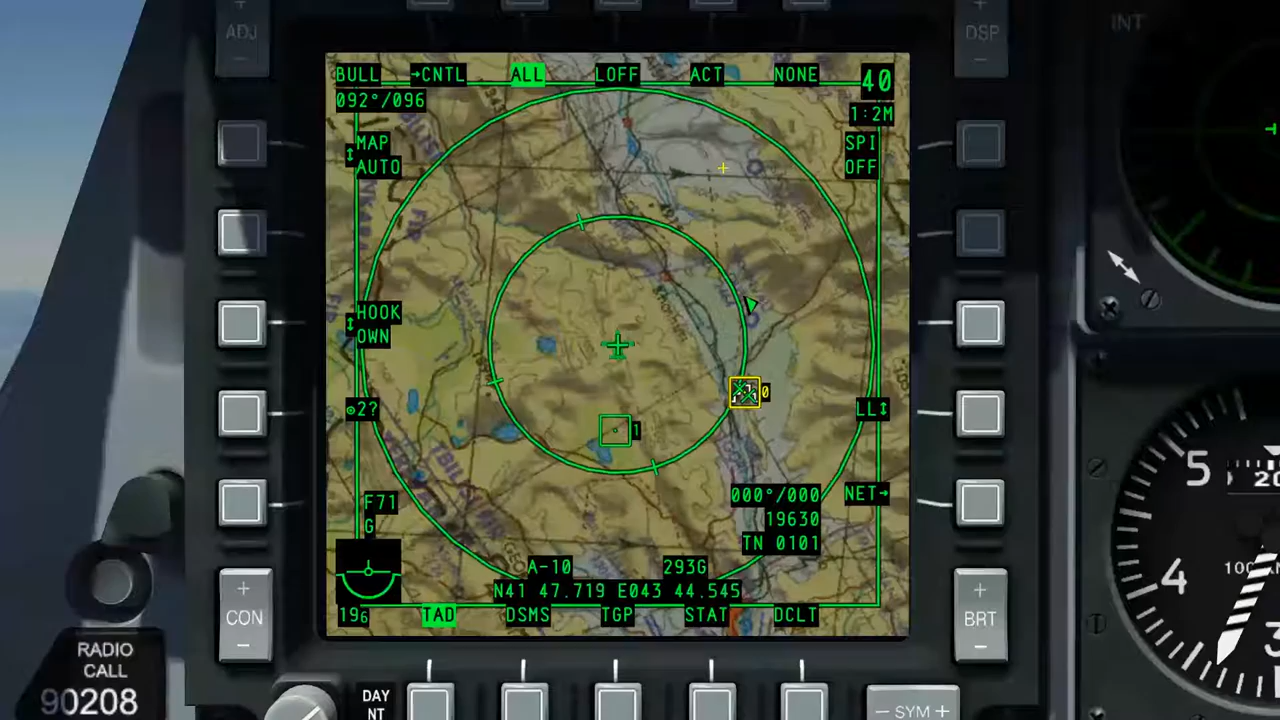 ADJ
DSP
INT
BULL →CNTL ALL LOFF ACT NONE 40
092°/096
1:2M
MAP
AUTO
SPI
OFF
HOOK
OWN
2?
LL↕
0
1
F71
G
000°/000
NET→
19630
TN 0101
A-10 293G
N41 47.719 E043 44.545
196 TAD DSMS TGP STAT DCLT
+
CON
−
+
BRT
−
5
20
4
100
3
RADIO
CALL
90208
DAY
NT
− SYM +